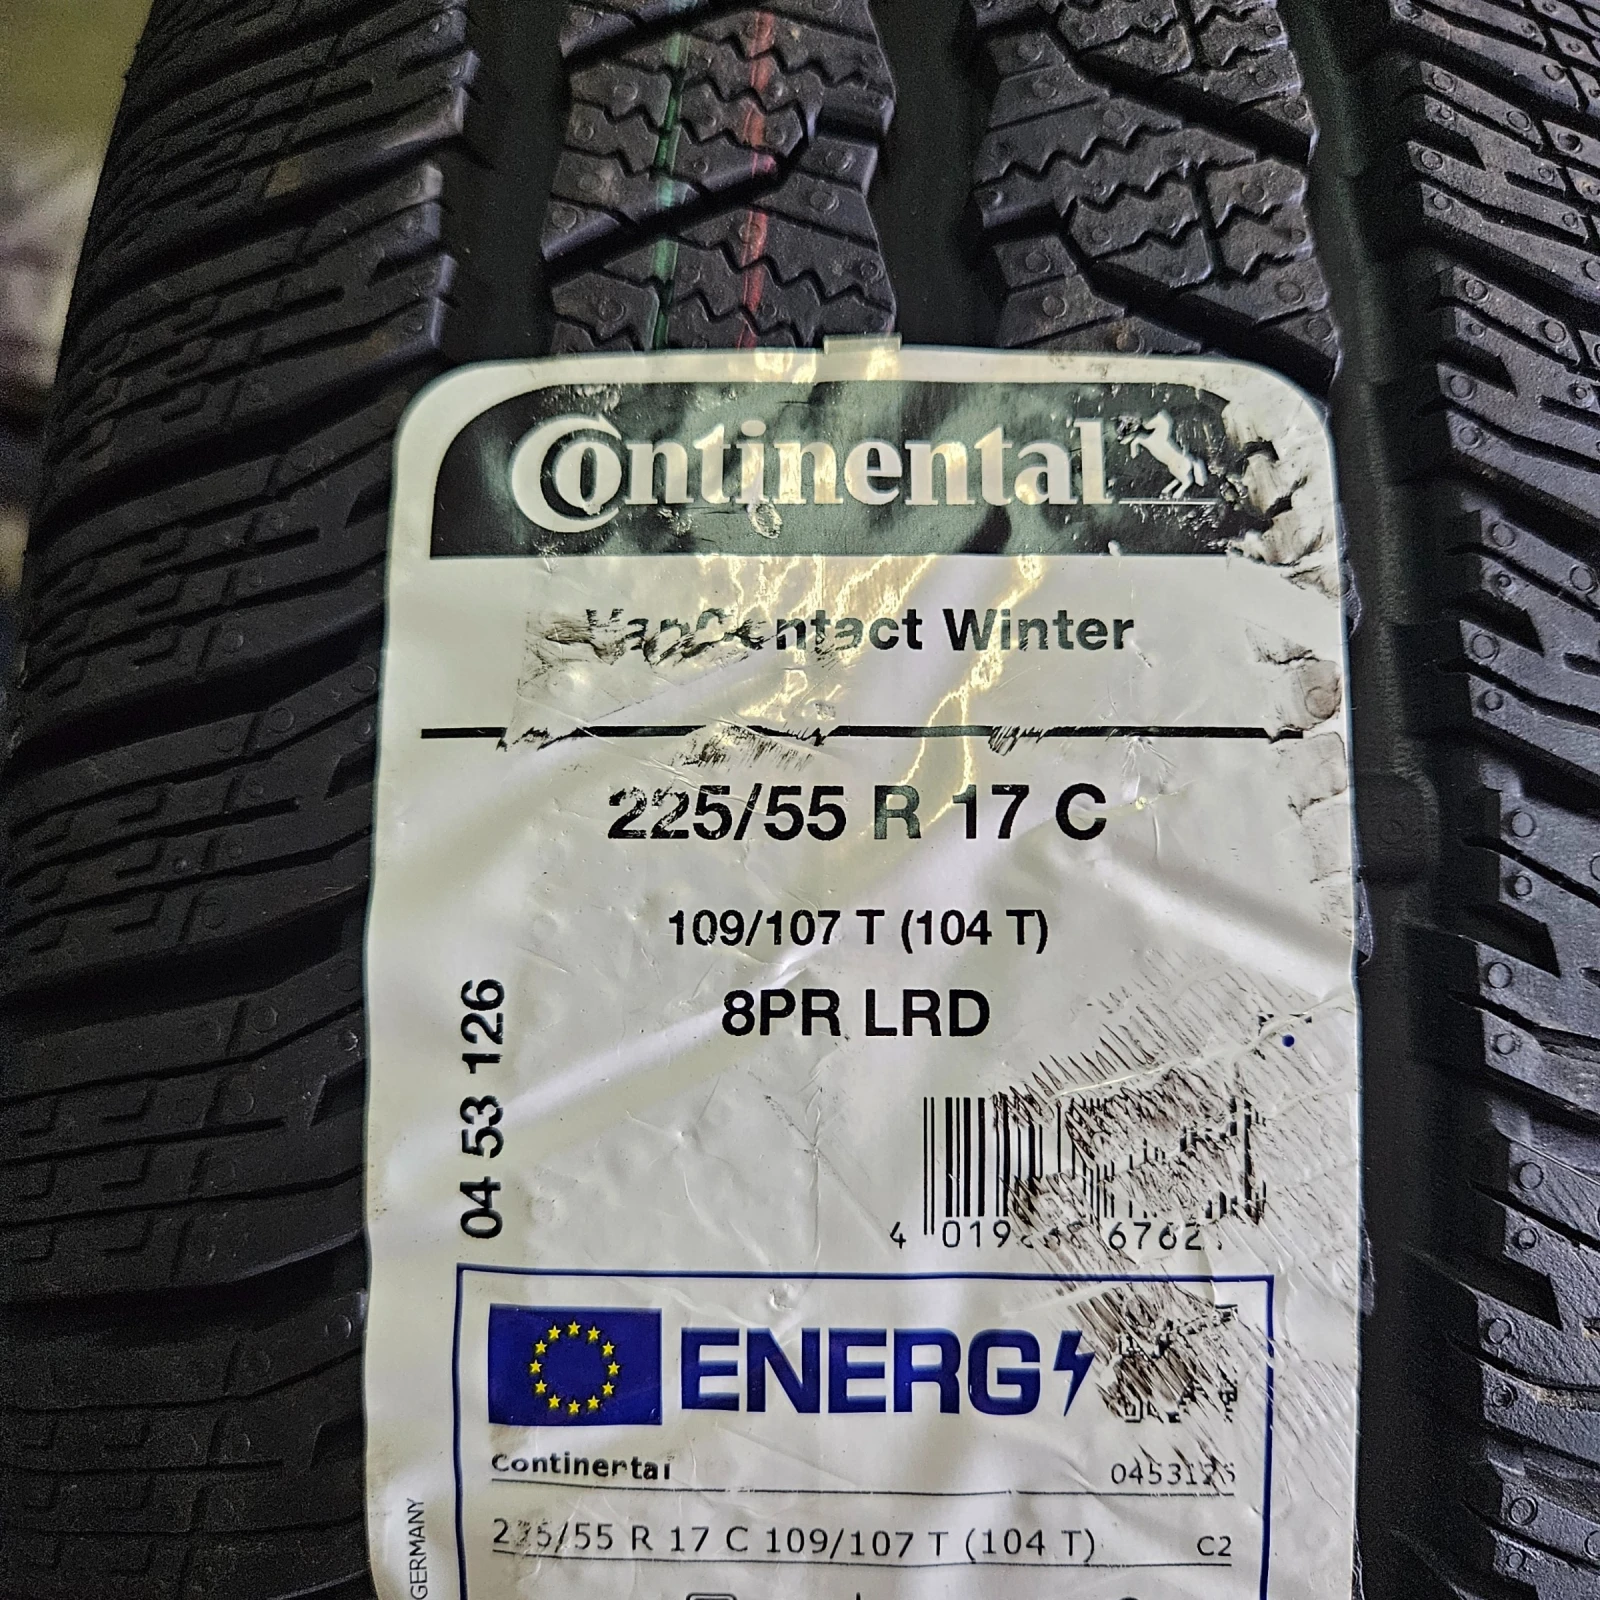 Continental
VanContact Winter
225/55 R 17 C
109/107 T (104 T)
8PR LRD
04 53 126
ENERG
Continental
0453126
225/55 R 17 C 109/107 T (104 T)
C2
GERMANY